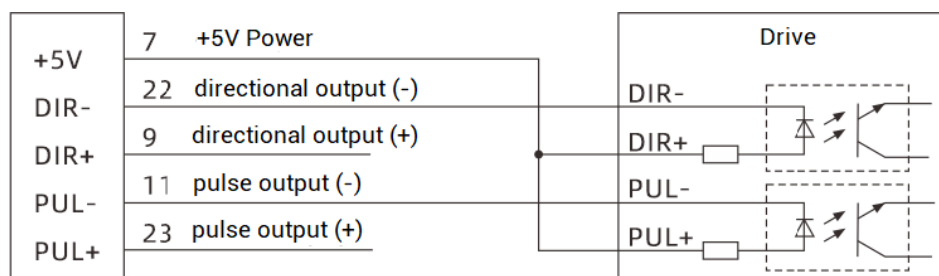 7 +5V Power
Drive
+5V
22 directional output (-)
DIR-
DIR-
9 directional output (+)
DIR+
DIR+
11 pulse output (-)
PUL-
PUL-
23 pulse output (+)
PUL+
PUL+